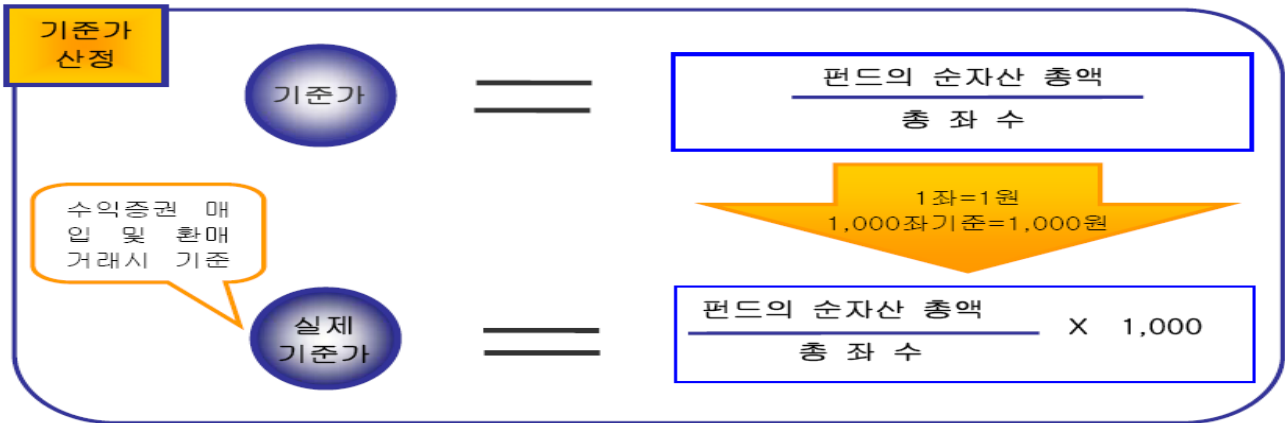 기준가
산정
기준가
펀드의 순자산 총액
총 좌 수
1좌=1원
1,000좌기준=1,000원
수익증권 매
입 및 환매
거래시 기준
실제
기준가
펀드의 순자산 총액
총 좌 수
X 1,000